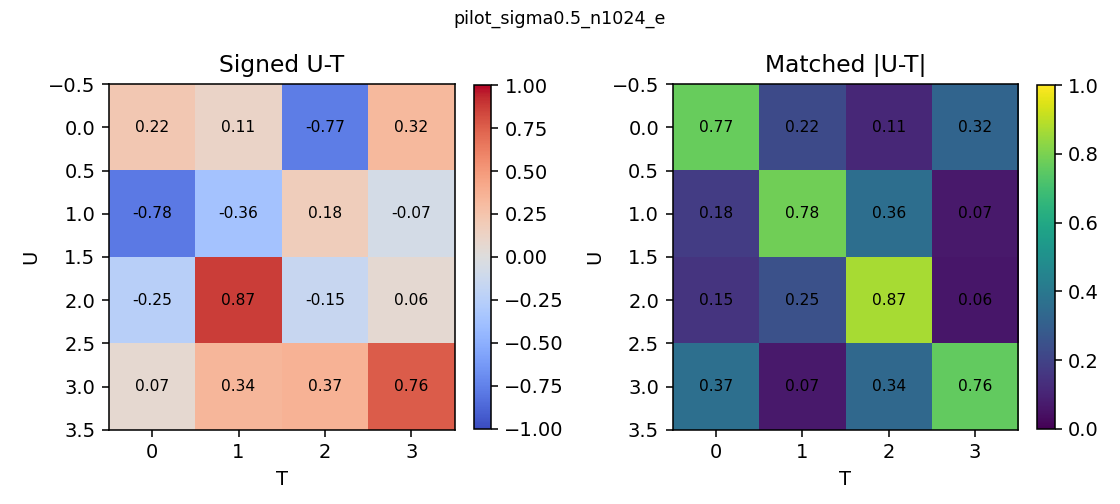 pilot_sigma0.5_n1024_e
Signed U-T
−0.5
0.0
0.5
1.0
1.5
2.0
2.5
3.0
3.5
U
0.22 0.11 -0.77 0.32
-0.78 -0.36 0.18 -0.07
-0.25 0.87 -0.15 0.06
0.07 0.34 0.37 0.76
0 1 2 3
T
1.00
0.75
0.50
0.25
0.00
−0.25
−0.50
−0.75
−1.00
Matched |U-T|
−0.5
0.0
0.5
1.0
1.5
2.0
2.5
3.0
3.5
U
0.77 0.22 0.11 0.32
0.18 0.78 0.36 0.07
0.15 0.25 0.87 0.06
0.37 0.07 0.34 0.76
0 1 2 3
T
1.0
0.8
0.6
0.4
0.2
0.0